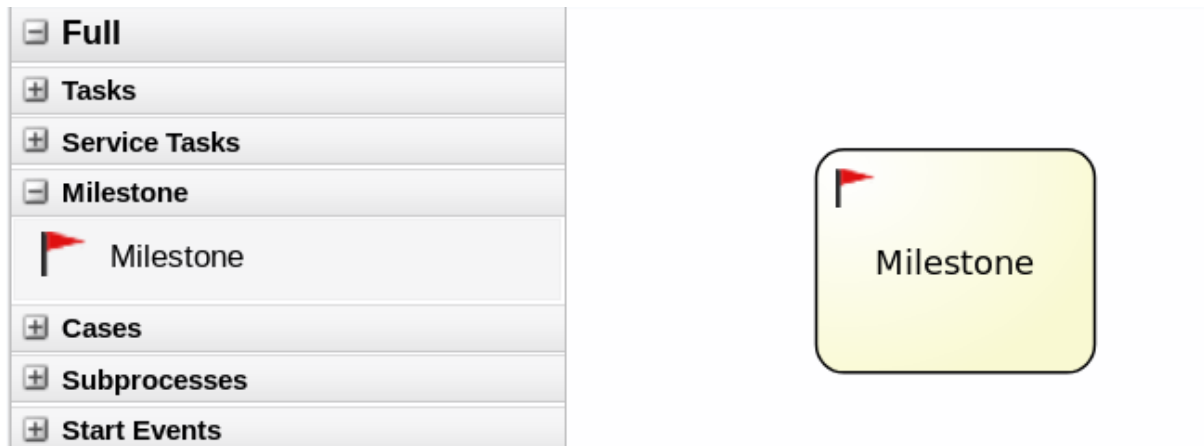 Full
Tasks
Service Tasks
Milestone
Milestone
Cases
Subprocesses
Start Events
Milestone